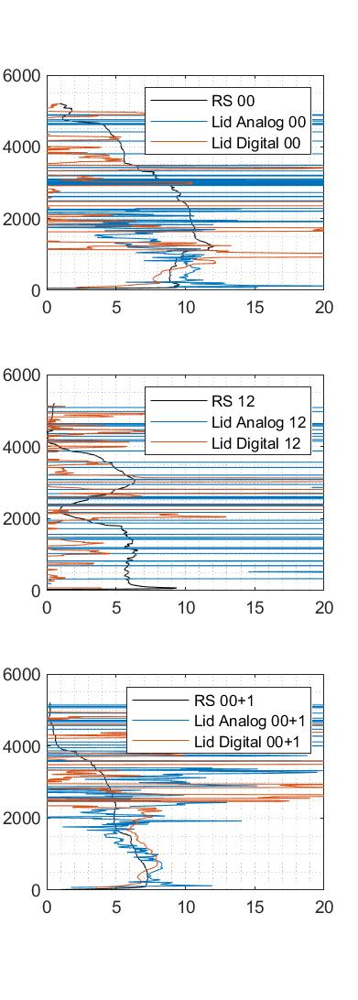 6000
4000
2000
0
RS 00
Lid Analog 00
Lid Digital 00
0 5 10 15 20
6000
4000
2000
0
RS 12
Lid Analog 12
Lid Digital 12
0 5 10 15 20
6000
4000
2000
0
RS 00+1
Lid Analog 00+1
Lid Digital 00+1
0 5 10 15 20